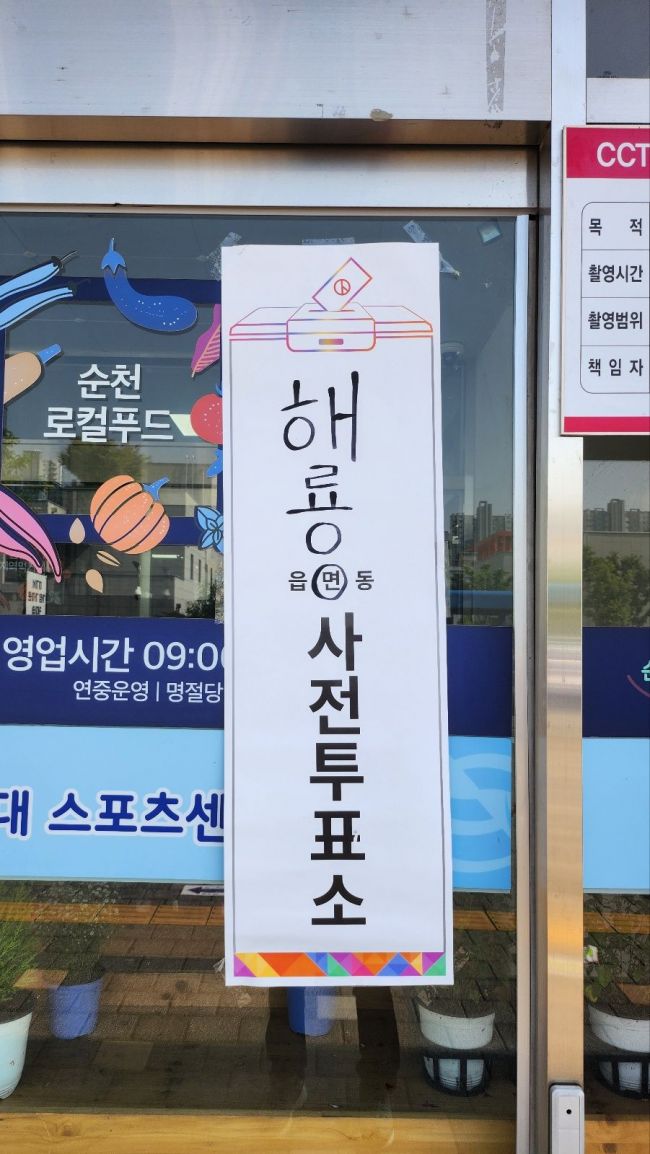 CCT
목 적
촬영시간
촬영범위
책 임 자
순천
로컬푸드
해룡
읍 면 동
사전투표소
영업시간 09:00
연중운영 | 명절당
대 스포츠센